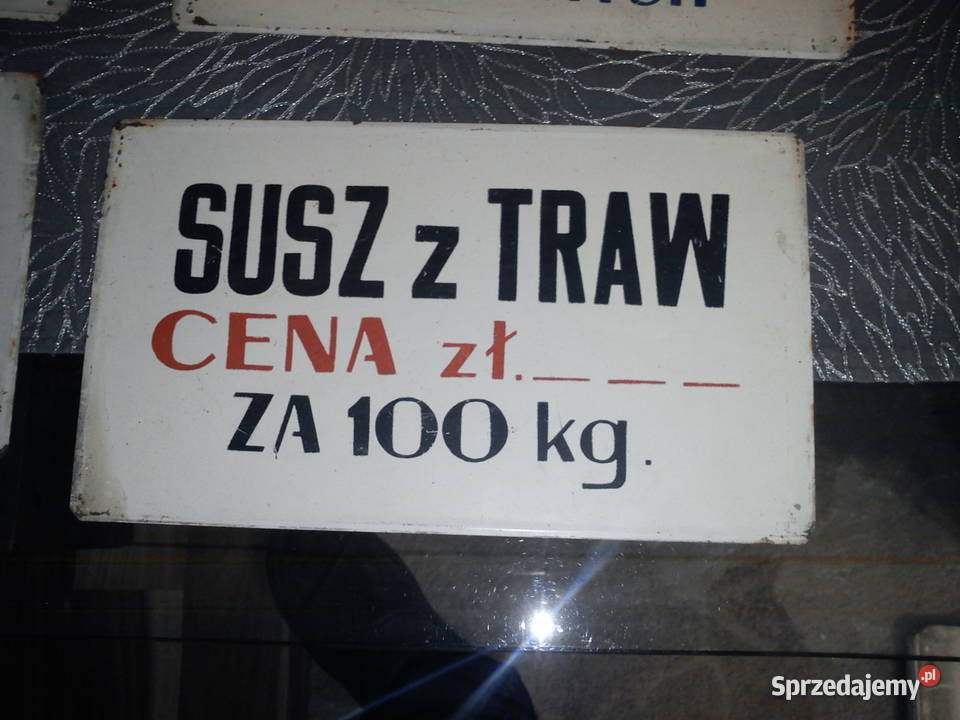 SUSZ z TRAW
CENA zł. _ _ _
ZA 100 kg.
Sprzedajemy.pl